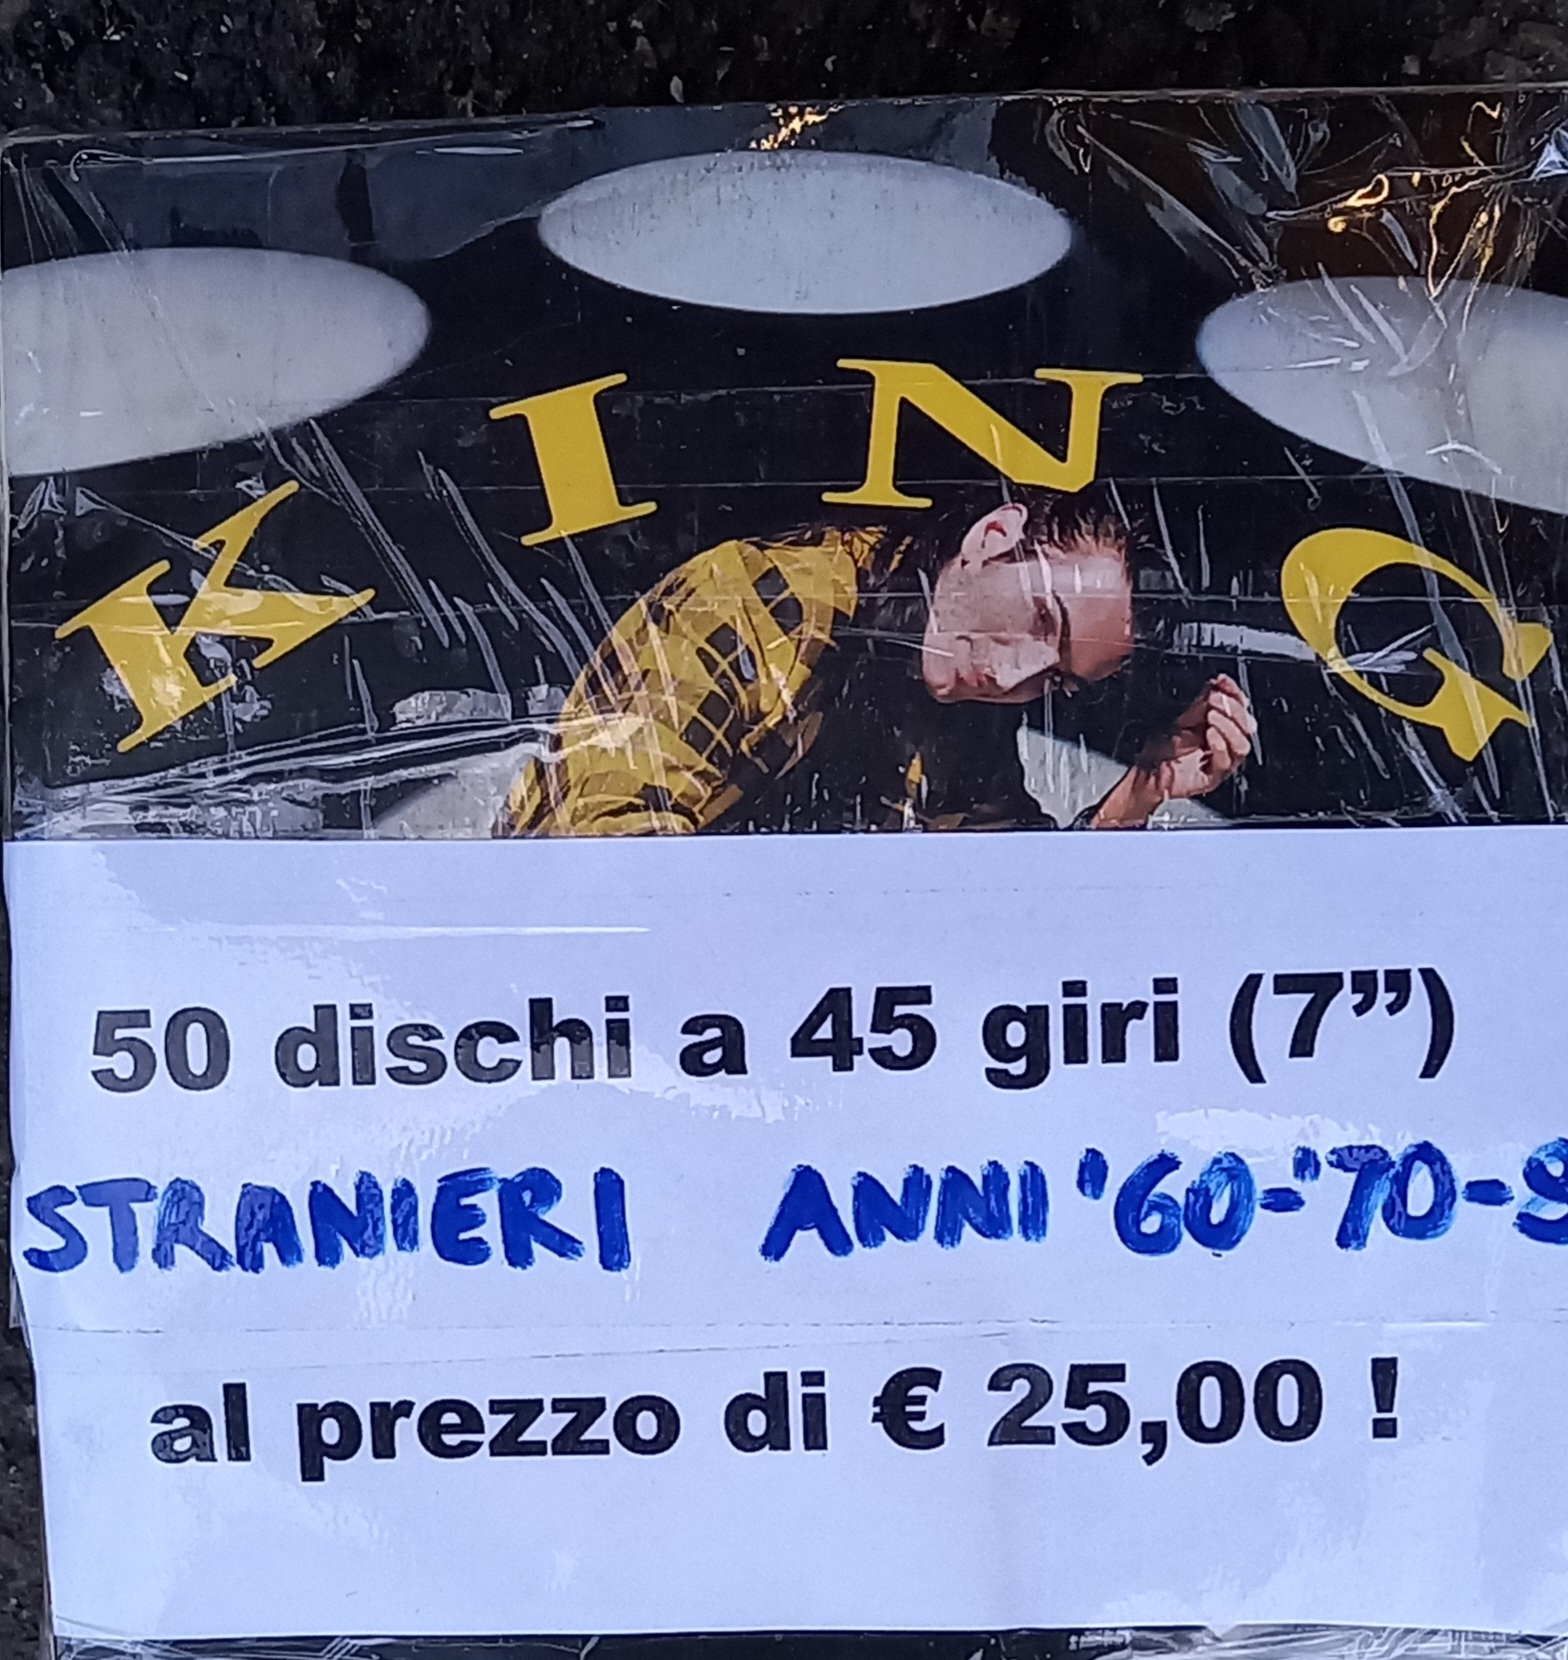 KING
50 dischi a 45 giri (7”)
STRANIERI ANNI '60-'70-
al prezzo di € 25,00 !